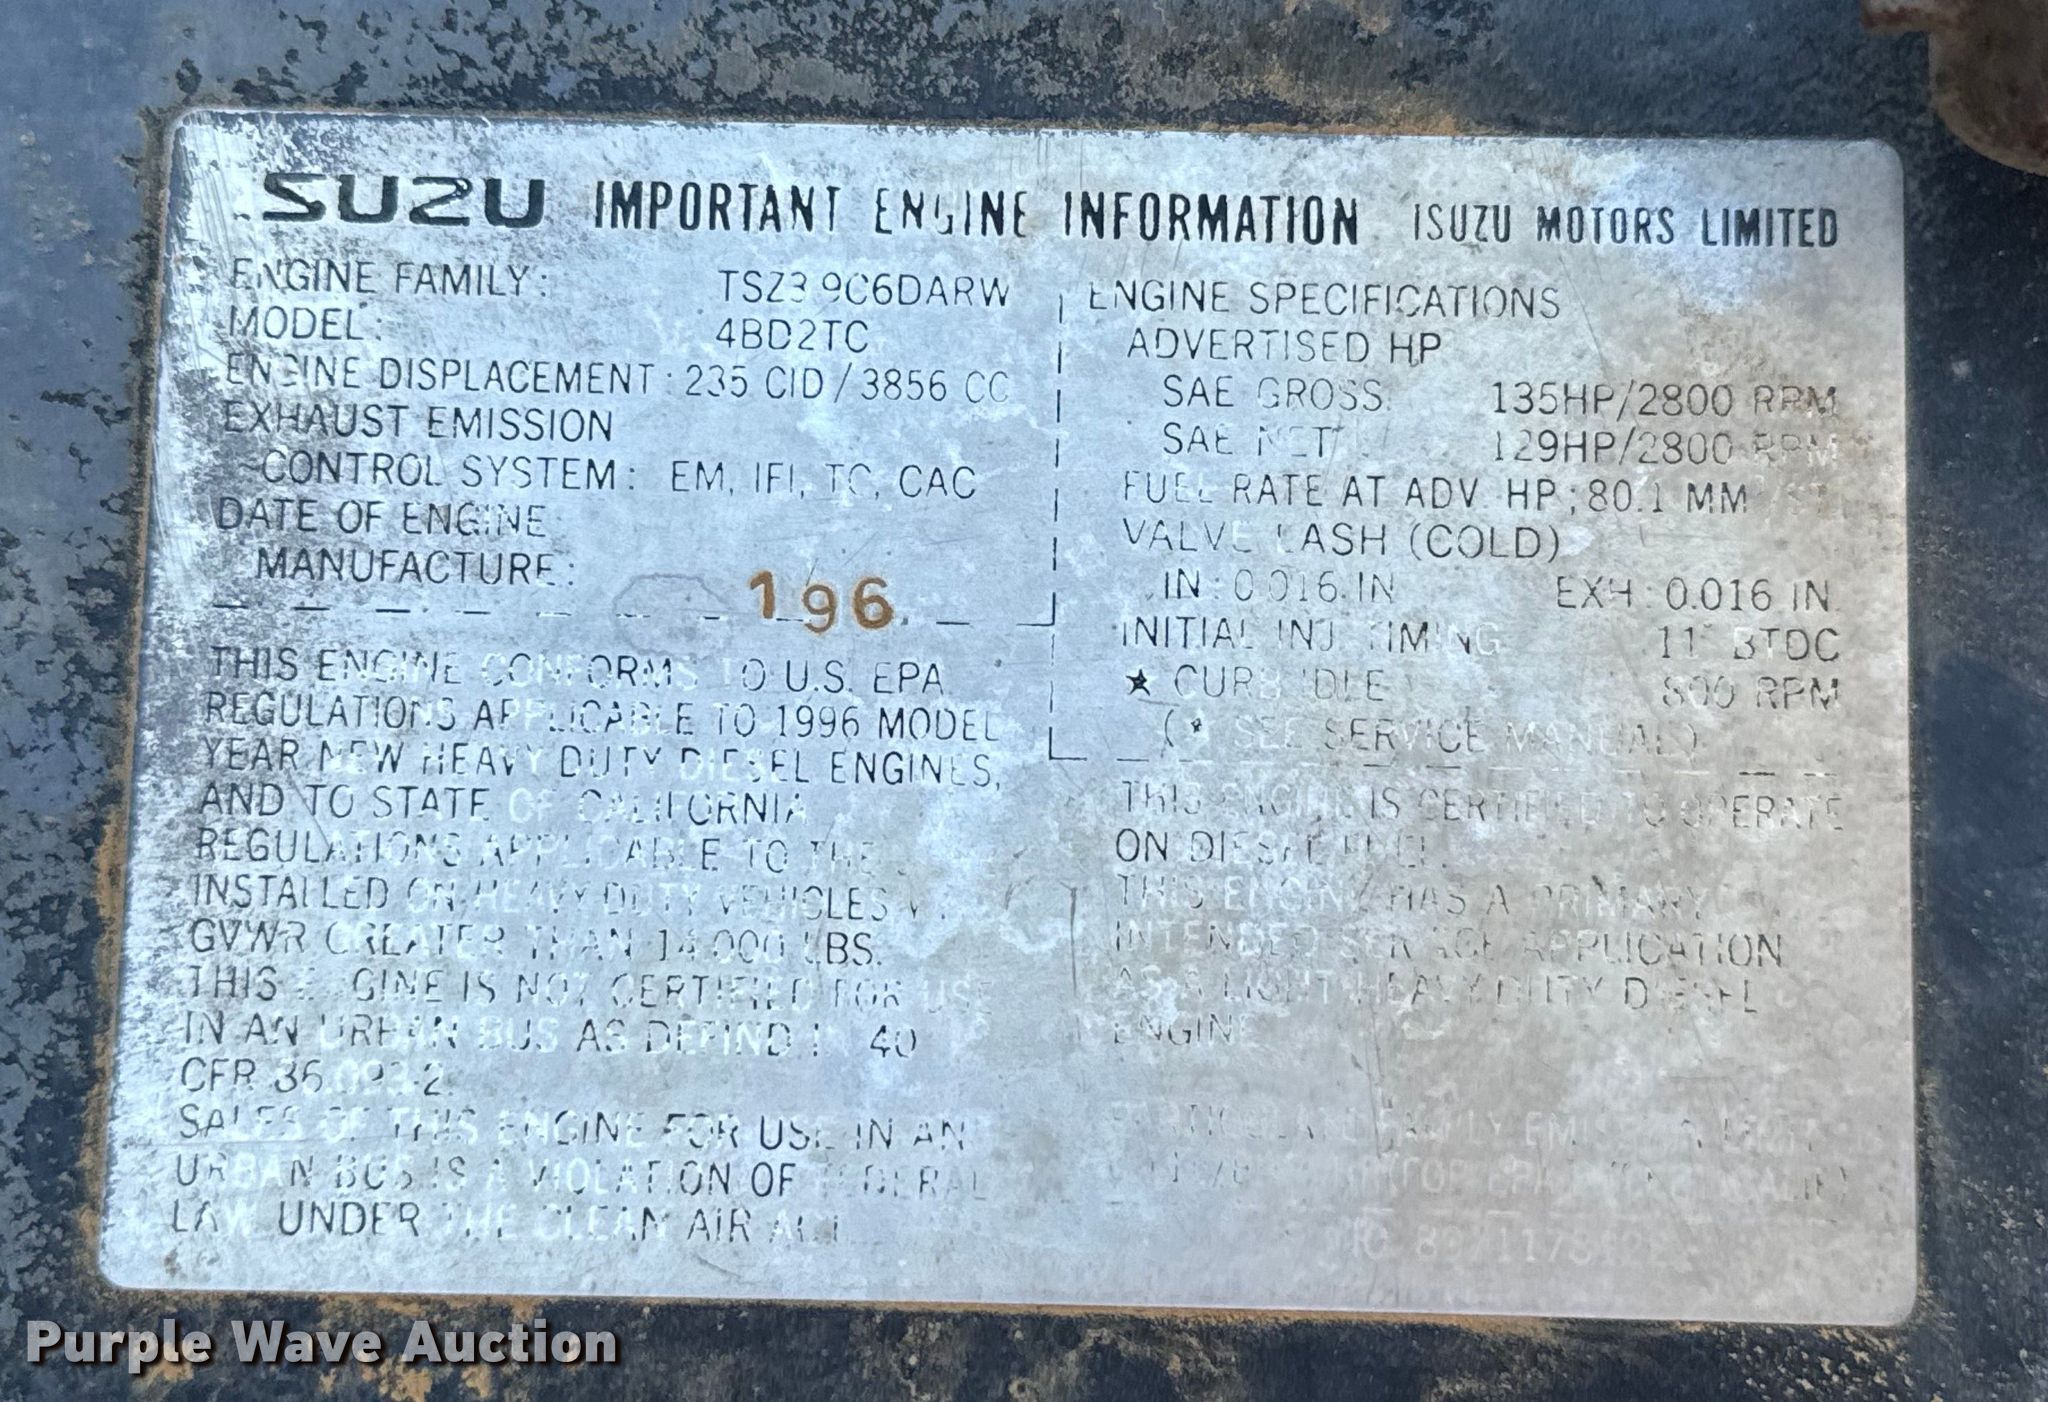 ISUZU IMPORTANT ENGINE INFORMATION ISUZU MOTORS LIMITED
ENGINE FAMILY: TSZ3.9C6DARW
MODEL: 4BD2TC
ENGINE DISPLACEMENT: 235 CID / 3856 CC
EXHAUST EMISSION
CONTROL SYSTEM: EM, IFI, TC, CAC
DATE OF ENGINE
MANUFACTURE: 196
THIS ENGINE CONFORMS TO U.S. EPA
REGULATIONS APPLICABLE TO 1996 MODEL
YEAR NEW HEAVY DUTY DIESEL ENGINES,
AND TO STATE OF CALIFORNIA
REGULATIONS APPLICABLE TO THE
INSTALLED ON HEAVY DUTY VEHICLES
GVWR GREATER THAN 14,000 LBS.
THIS ENGINE IS NOT CERTIFIED FOR USE
IN AN URBAN BUS AS DEFIND IN 40
CFR 86.093-2.
SALES OF THIS ENGINE FOR USE IN AN
URBAN BUS IS A VIOLATION OF FEDERAL
LAW UNDER THE CLEAN AIR ACT.
ENGINE SPECIFICATIONS
ADVERTISED HP
SAE GROSS 135HP/2800 RPM
SAE NET 129HP/2800 RPM
FUEL RATE AT ADV. HP: 80.1 MM
VALVE LASH (COLD)
IN: 0.016 IN EXH: 0.016 IN
INITIAL INJ. TIMING 11° BTDC
★ CURB IDLE 800 RPM
(★ SEE SERVICE MANUAL)
THIS ENGINE IS CERTIFIED TO OPERATE
ON DIESEL FUEL.
THIS ENGINE HAS A PRIMARY
INTENDED SERVICE APPLICATION
AS A LIGHT HEAVY DUTY DIESEL
ENGINE
PARTICULATE FAMILY EMISSION LIMIT
Purple Wave Auction